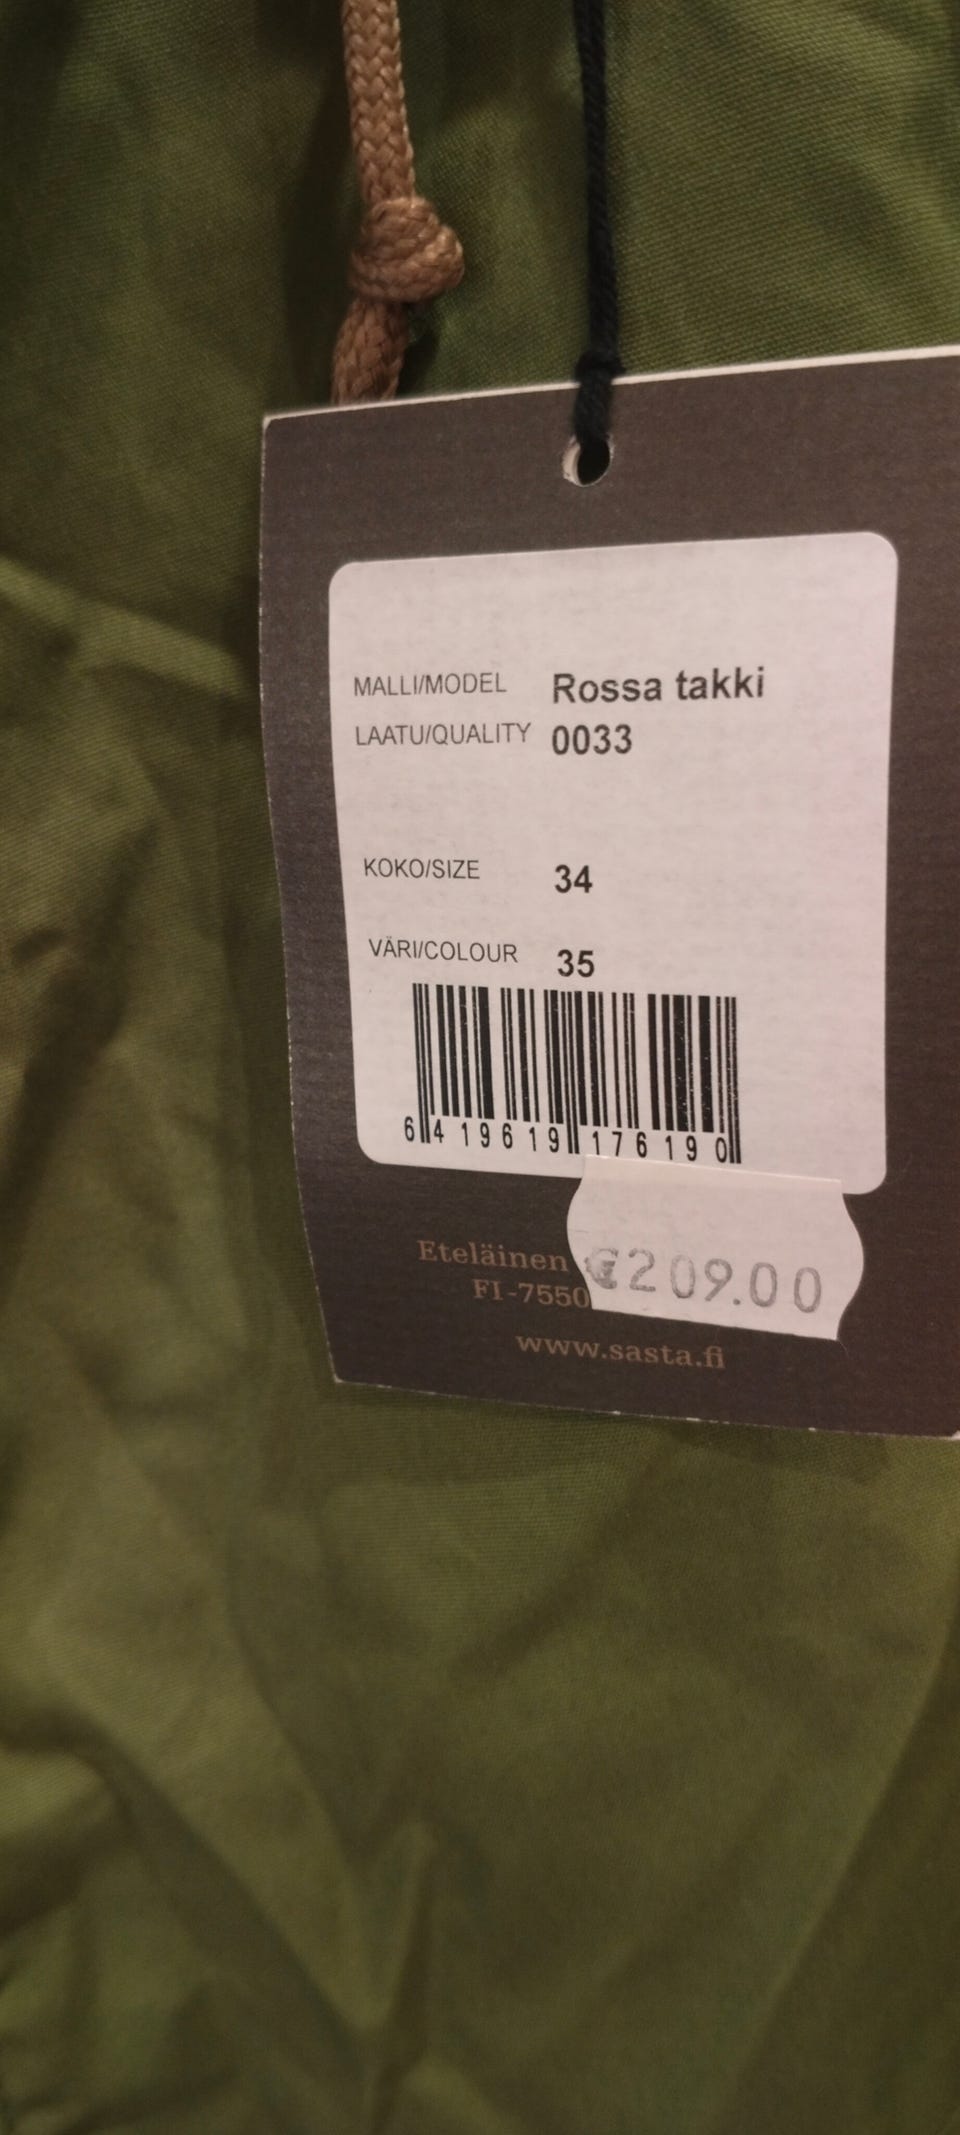 MALLI/MODEL Rossa takki
LAATU/QUALITY 0033
KOKO/SIZE 34
VÄRI/COLOUR 35
6 419619 176190
Eteläinen
€209.00
FI-7550
www.sasta.fi